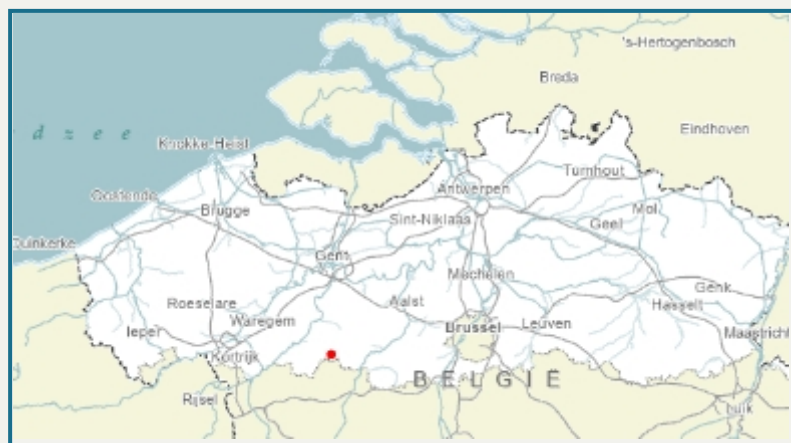 's-Hertogenbosch
Breda
dzee
Eindhoven
Knokke-Heist
Turnhout
Antwerpen
Oostende
Mol
Brugge
Sint-Niklaas
Geel
Duinkerke
Gent
Mechelen
Genk
Roeselare
Aalst
Hasselt
Waregem
Ieper
Brussel
Leuven
Maastricht
Kortrijk
BELGIË
Rijsel
Luik